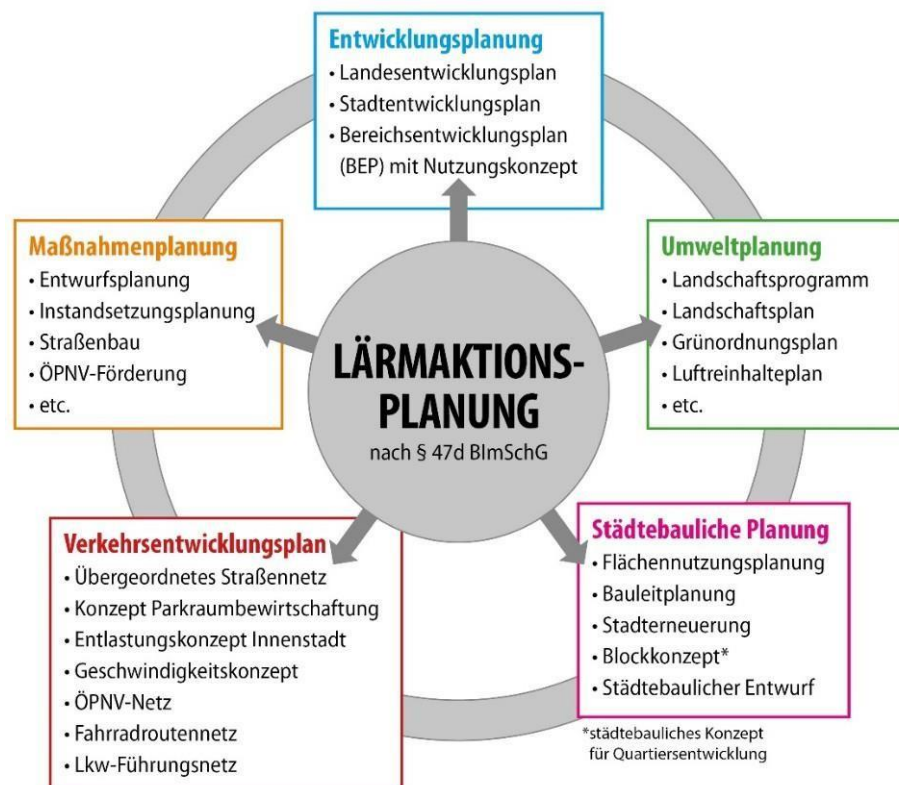 Entwicklungsplanung
• Landesentwicklungsplan
• Stadtentwicklungsplan
• Bereichsentwicklungsplan
(BEP) mit Nutzungskonzept
Maßnahmenplanung
• Entwurfsplanung
• Instandsetzungsplanung
• Straßenbau
• ÖPNV-Förderung
• etc.
Umweltplanung
• Landschaftsprogramm
• Landschaftsplan
• Grünordnungsplan
• Luftreinhalteplan
• etc.
LÄRMAKTIONS-
PLANUNG
nach § 47d BImSchG
Verkehrsentwicklungsplan
• Übergeordnetes Straßennetz
• Konzept Parkraumbewirtschaftung
• Entlastungskonzept Innenstadt
• Geschwindigkeitskonzept
• ÖPNV-Netz
• Fahrradroutennetz
• Lkw-Führungsnetz
Städtebauliche Planung
• Flächennutzungsplanung
• Bauleitplanung
• Stadterneuerung
• Blockkonzept*
• Städtebaulicher Entwurf
*städtebauliches Konzept
für Quartiersentwicklung